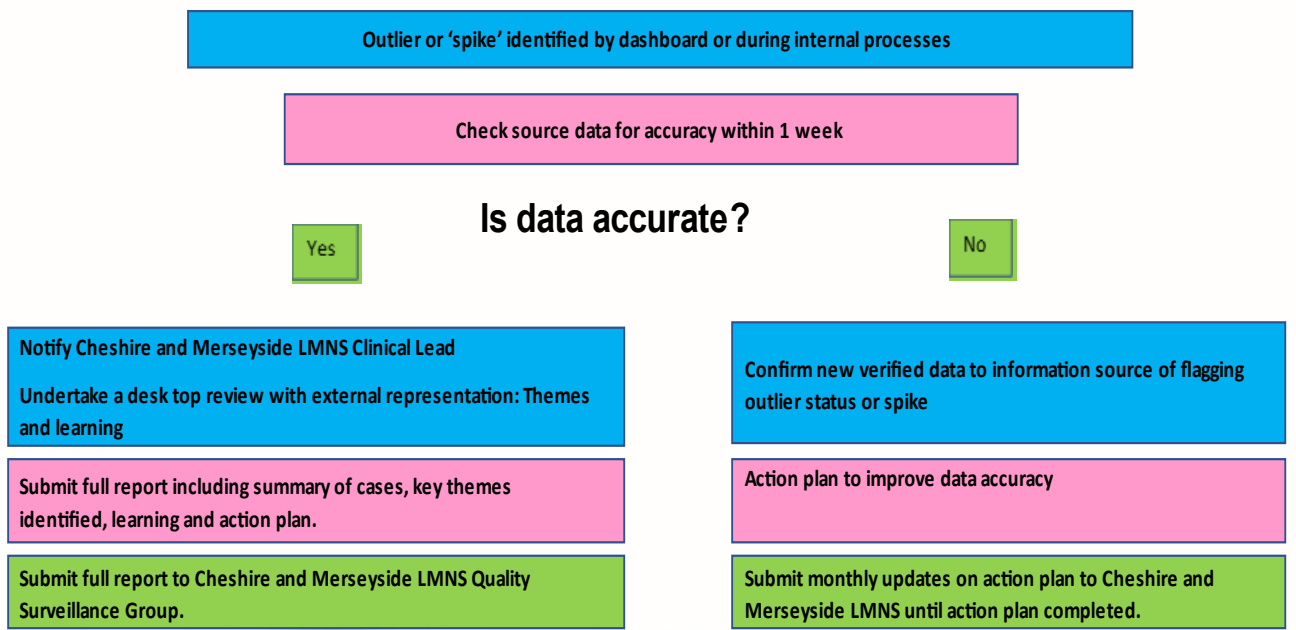 Outlier or ‘spike’ identified by dashboard or during internal processes
Check source data for accuracy within 1 week
Is data accurate?
Yes
No
Notify Cheshire and Merseyside LMNS Clinical Lead
Undertake a desk top review with external representation: Themes
and learning
Submit full report including summary of cases, key themes
identified, learning and action plan.
Submit full report to Cheshire and Merseyside LMNS Quality
Surveillance Group.
Confirm new verified data to information source of flagging
outlier status or spike
Action plan to improve data accuracy
Submit monthly updates on action plan to Cheshire and
Merseyside LMNS until action plan completed.